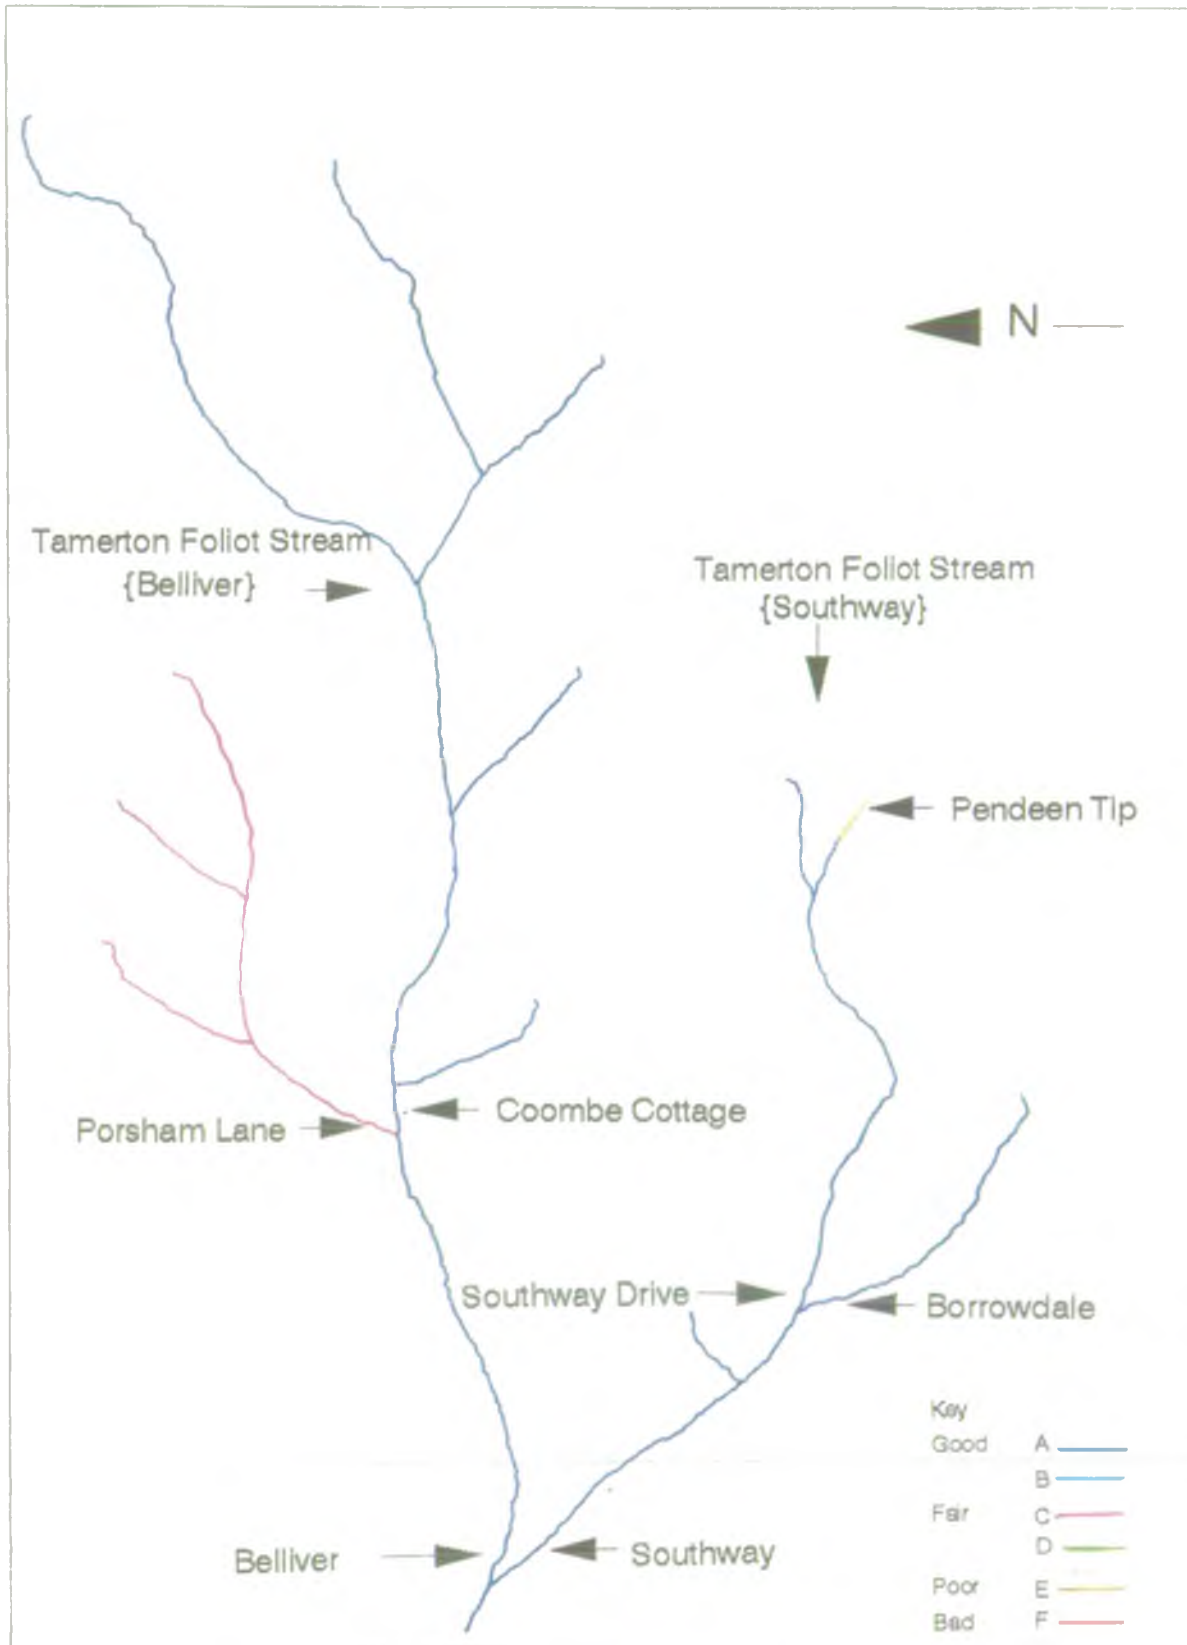 N
Tamerton Foliot Stream
{Belliver}
Tamerton Foliot Stream
{Southway}
Pendeen Tip
Coombe Cottage
Porsham Lane
Southway Drive
Borrowdale
Belliver
Southway
Key
Good A
B
Fair C
D
Poor E
Bad F